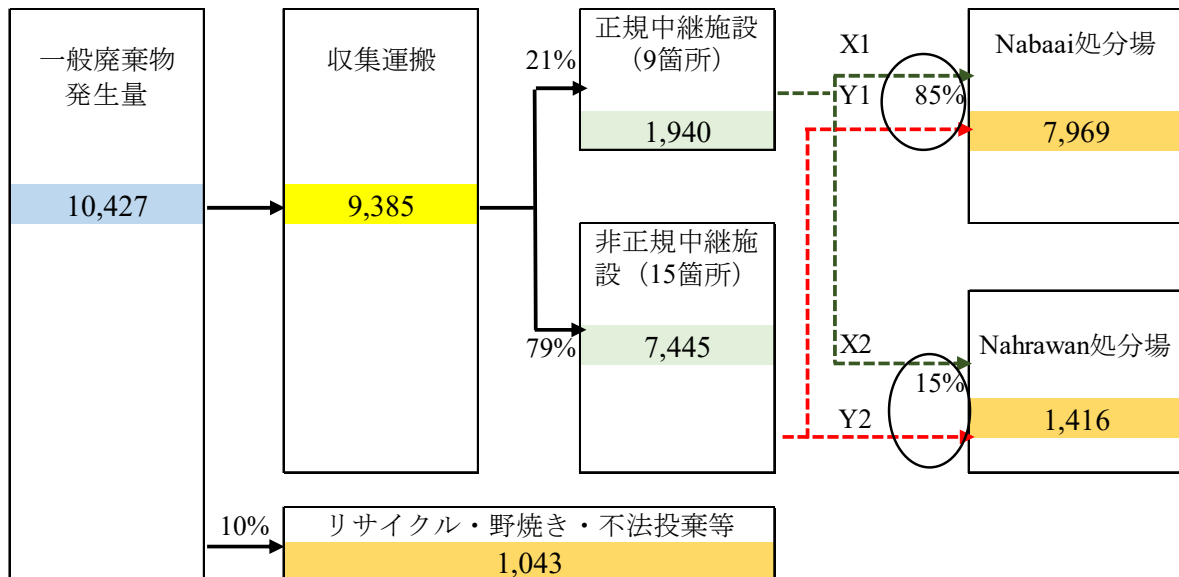 一般廃棄物
発生量
10,427
収集運搬
9,385
21%
正規中継施設
（9箇所）
1,940
79%
非正規中継施
設（15箇所）
7,445
X1
Y1
85%
Nabaai処分場
7,969
X2
15%
Y2
Nahrawan処分場
1,416
10%
リサイクル・野焼き・不法投棄等
1,043